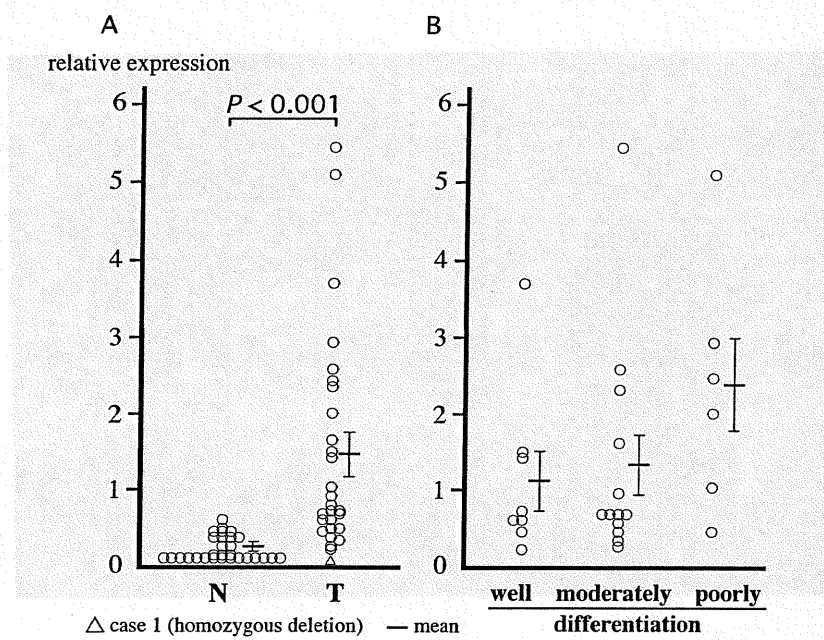 A
B
relative expression
P < 0.001
6
5
4
3
2
1
0
6
5
4
3
2
1
0
N
T
well
moderately
poorly
differentiation
△ case 1 (homozygous deletion) — mean